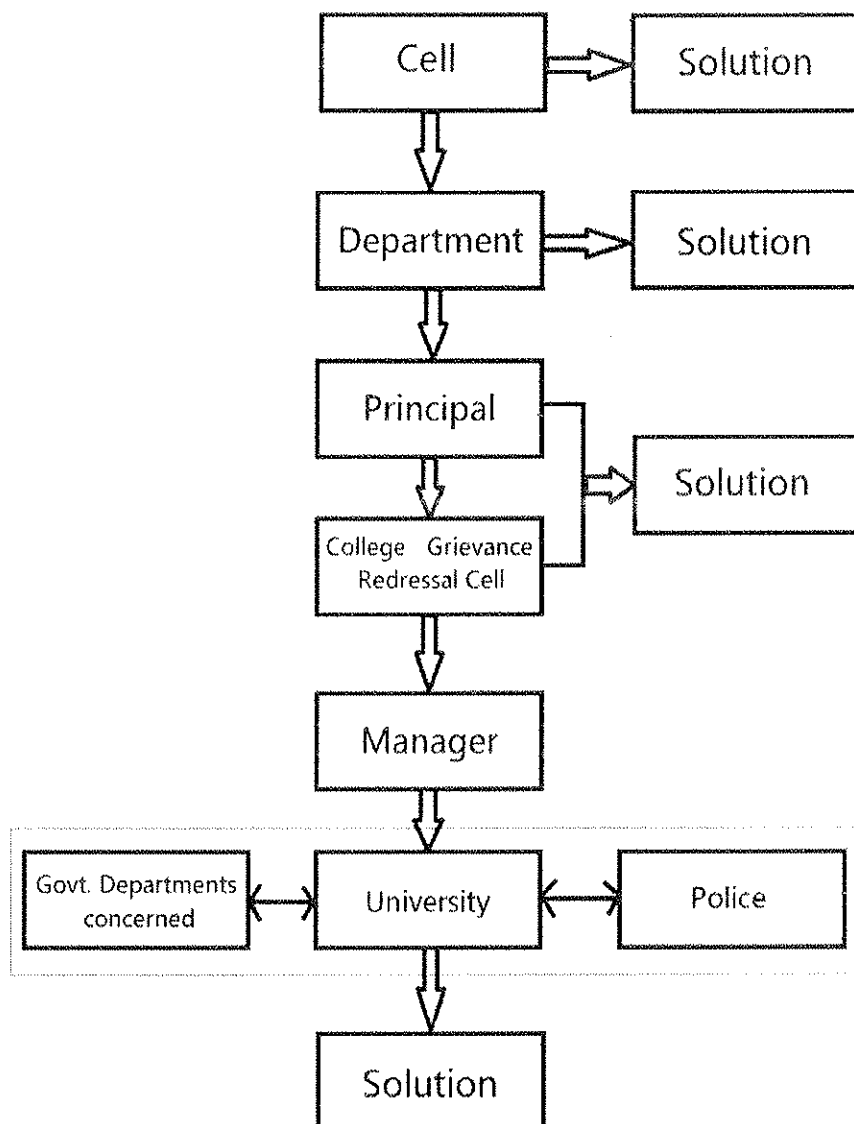 Cell
Solution
Department
Solution
Principal
Solution
College Grievance
Redressal Cell
Manager
Govt. Departments
concerned
University
Police
Solution